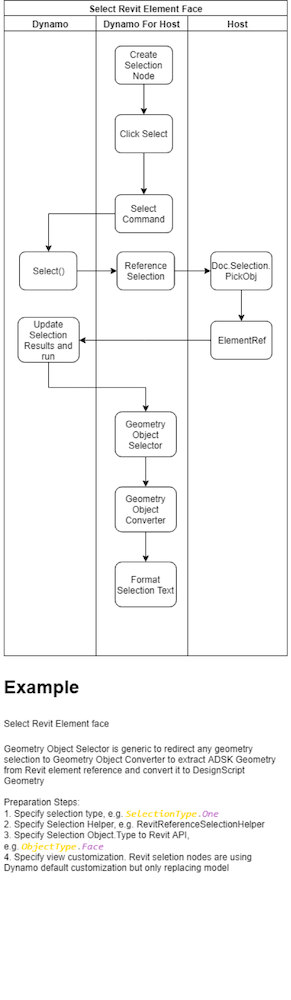 Select Revit Element Face
Dynamo
Dynamo For Host
Host
Create
Selection
Node
Click Select
Select
Command
Select()
Reference
Selection
Doc.Selection.
PickObj
Update
Selection
Results and
run
ElementRef
Geometry
Object
Selector
Geometry
Object
Converter
Format
Selection Text
Example
Select Revit Element face
Geometry Object Selector is generic to redirect any geometry
selection to Geometry Object Converter to extract ADSK Geometry
from Revit element reference and convert it to DesignScript
Geometry
Preparation Steps:
1. Specify selection type, e.g. SelectionType.One
2. Specify Selection Helper, e.g. RevitReferenceSelectionHelper
3. Specify Selection Object.Type to Revit API,
e.g. ObjectType.Face
4. Specify view customization. Revit seletion nodes are using
Dynamo default customization but only replacing model